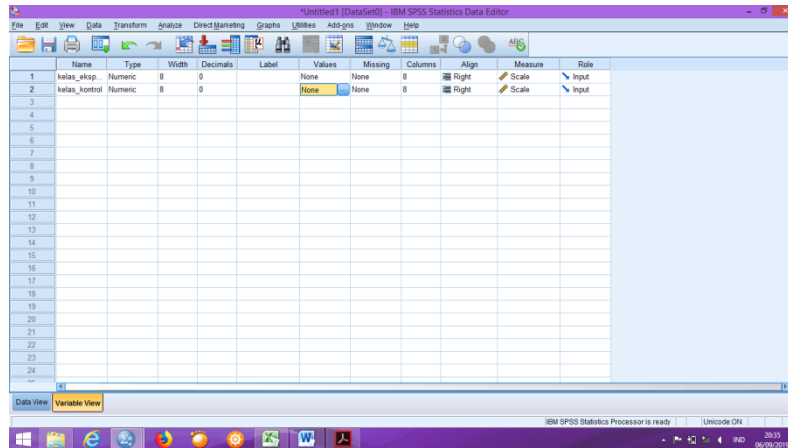 *Untitled1 [DataSet0] - IBM SPSS Statistics Data Editor
File Edit View Data Transform Analyze Direct Marketing Graphs Utilities Add-ons Window Help
Name Type Width Decimals Label Values Missing Columns Align Measure Role
1 kelas_eksp... Numeric 8 0 None None 8 Right Scale Input
2 kelas_kontrol Numeric 8 0 None ... None 8 Right Scale Input
3
4
5
6
7
8
9
10
11
12
13
14
15
16
17
18
19
20
21
22
23
24
Data View Variable View
IBM SPSS Statistics Processor is ready Unicode:ON
IND 20:35
06/09/2019